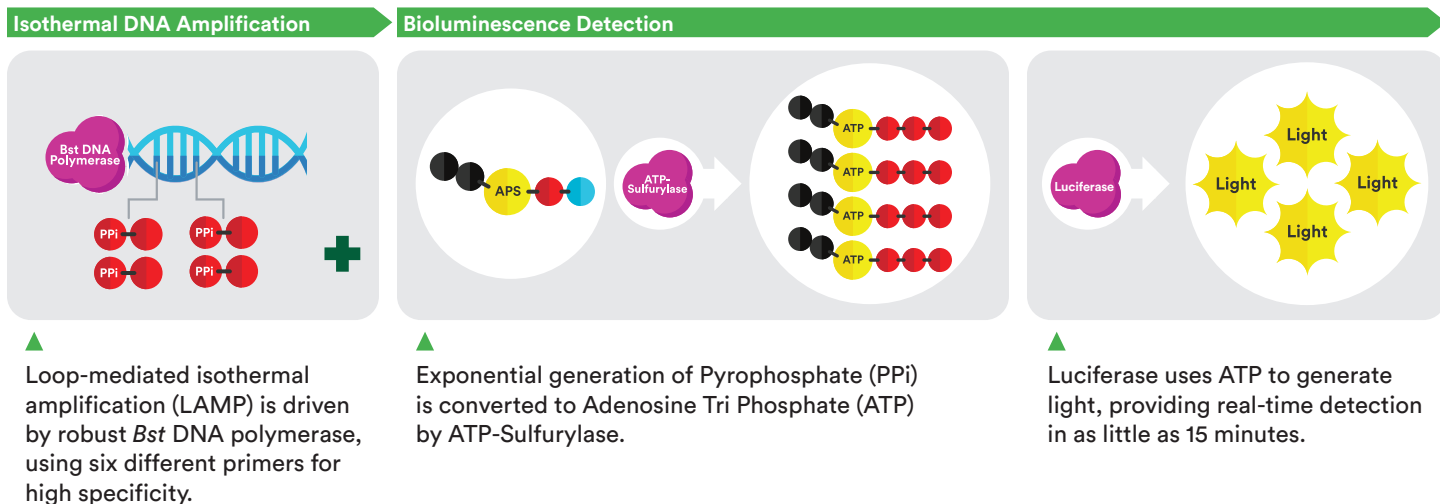 Isothermal DNA Amplification
Bioluminescence Detection
Bst DNA
Polymerase
PPi
PPi
PPi
PPi
APS
ATP-
Sulfurylase
ATP
ATP
ATP
ATP
Luciferase
Light
Light
Light
Light
Loop-mediated isothermal
amplification (LAMP) is driven
by robust Bst DNA polymerase,
using six different primers for
high specificity.
Exponential generation of Pyrophosphate (PPi)
is converted to Adenosine Tri Phosphate (ATP)
by ATP-Sulfurylase.
Luciferase uses ATP to generate
light, providing real-time detection
in as little as 15 minutes.